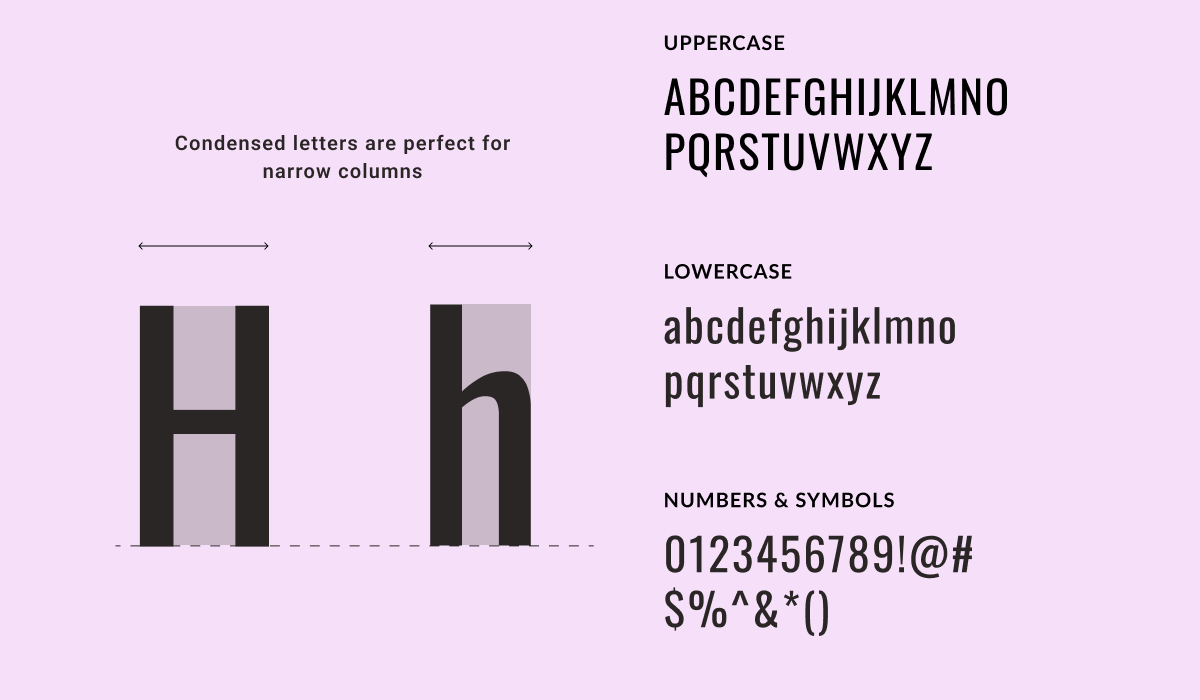 Condensed letters are perfect for
narrow columns
H h
UPPERCASE
ABCDEFGHIJKLMNO
PQRSTUVWXYZ
LOWERCASE
abcdefghijklmno
pqrstuvwxyz
NUMBERS & SYMBOLS
0123456789!@#
$%^&*()